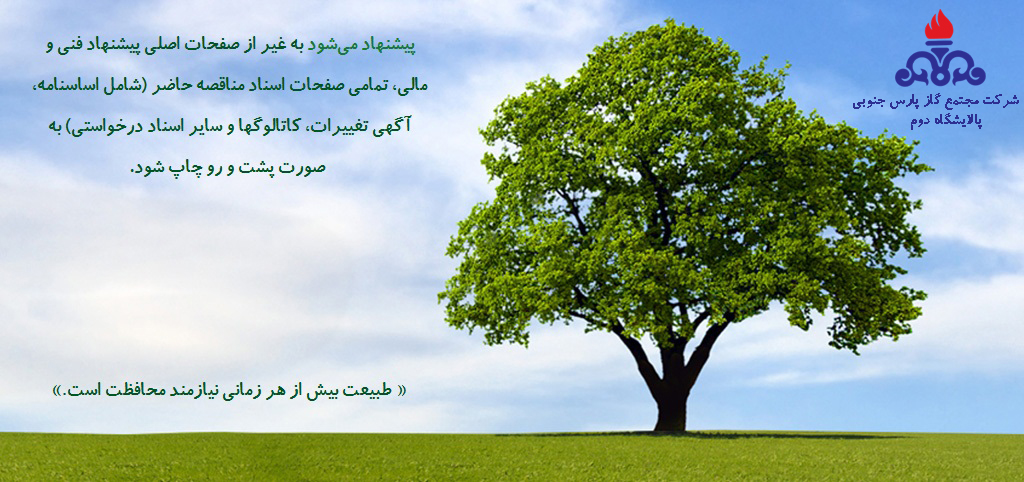 شرکت مجتمع گاز پارس جنوبی
پالایشگاه دوم
پیشنهاد می‌شود به غیر از صفحات اصلی پیشنهاد فنی و
مالی، تمامی صفحات اسناد مناقصه حاضر (شامل اساسنامه،
آگهی تغییرات، کاتالوگها و سایر اسناد درخواستی) به
صورت پشت و رو چاپ شود.
« طبیعت بیش از هر زمانی نیازمند محافظت است.»